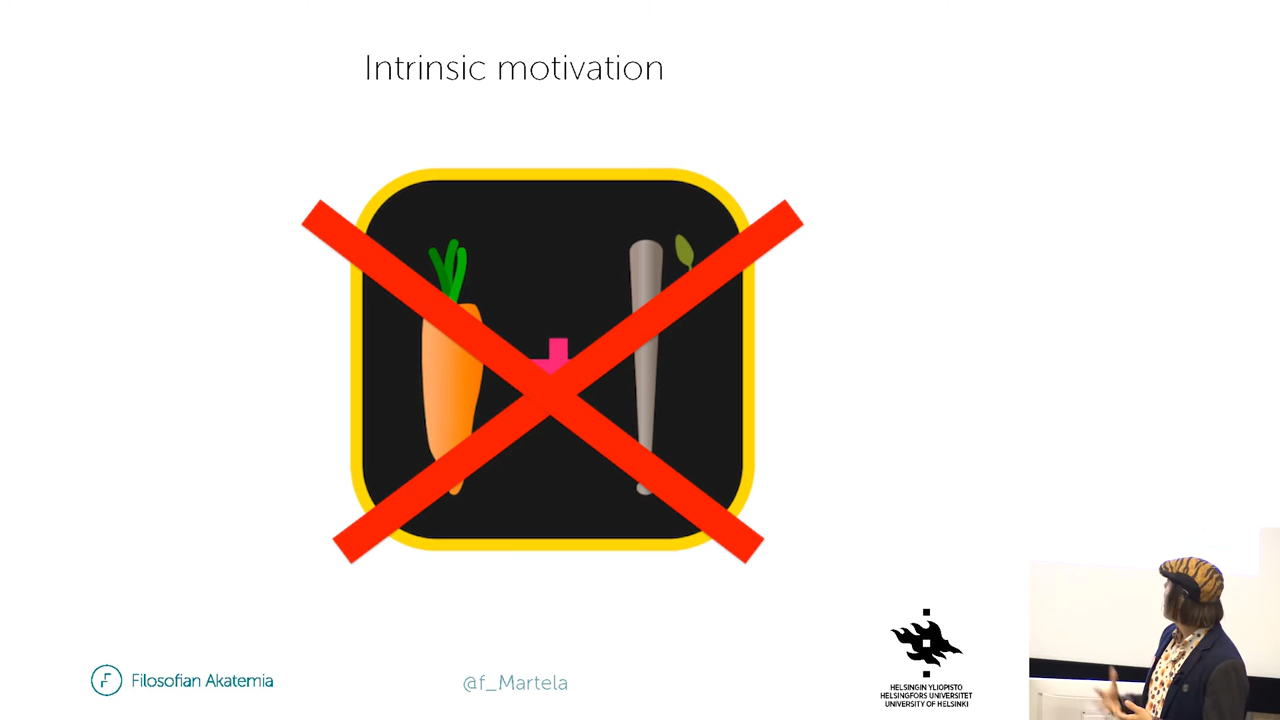 Intrinsic motivation
Filosofian Akatemia
@f_Martela
HELSINGIN YLIOPISTO
HELSINGFORS UNIVERSITET
UNIVERSITY OF HELSINKI